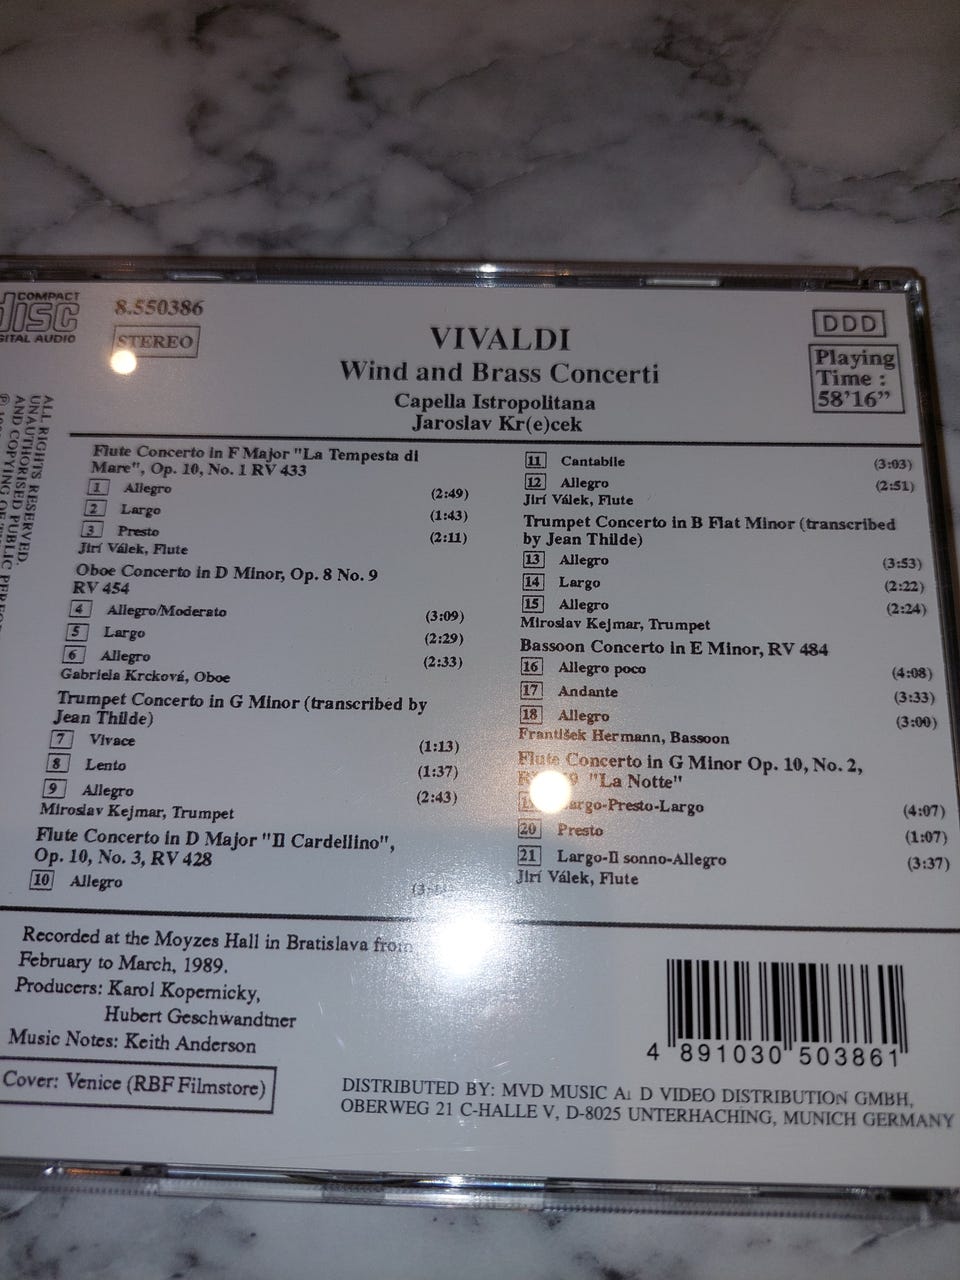 COMPACT
DISC
DIGITAL AUDIO
8.550386
STEREO
VIVALDI
Wind and Brass Concerti
Capella Istropolitana
Jaroslav Kr(e)cek
DDD
Playing
Time :
58'16"
ALL RIGHTS RESERVED.
UNAUTHORISED PUBLIC
AND COPYING OF
Flute Concerto in F Major "La Tempesta di
Mare", Op. 10, No. 1 RV 433
1 Allegro (2:49)
2 Largo (1:43)
3 Presto (2:11)
Jirí Válek, Flute
Oboe Concerto in D Minor, Op. 8 No. 9
RV 454
4 Allegro/Moderato (3:09)
5 Largo (2:29)
6 Allegro (2:33)
Gabriela Krcková, Oboe
Trumpet Concerto in G Minor (transcribed by
Jean Thilde)
7 Vivace (1:13)
8 Lento (1:37)
9 Allegro (2:43)
Miroslav Kejmar, Trumpet
Flute Concerto in D Major "Il Cardellino",
Op. 10, No. 3, RV 428
10 Allegro
11 Cantabile (3:03)
12 Allegro (2:51)
Jirí Válek, Flute
Trumpet Concerto in B Flat Minor (transcribed
by Jean Thilde)
13 Allegro (3:53)
14 Largo (2:22)
15 Allegro (2:24)
Miroslav Kejmar, Trumpet
Bassoon Concerto in E Minor, RV 484
16 Allegro poco (4:08)
17 Andante (3:33)
18 Allegro (3:00)
František Hermann, Bassoon
Flute Concerto in G Minor Op. 10, No. 2,
"La Notte"
Largo-Presto-Largo (4:07)
20 Presto (1:07)
21 Largo-Il sonno-Allegro (3:37)
Jirí Válek, Flute
Recorded at the Moyzes Hall in Bratislava from
February to March, 1989.
Producers: Karol Kopernicky,
Hubert Geschwandtner
Music Notes: Keith Anderson
Cover: Venice (RBF Filmstore)
4 891030 503861
DISTRIBUTED BY: MVD MUSIC A D VIDEO DISTRIBUTION GMBH,
OBERWEG 21 C-HALLE V, D-8025 UNTERHACHING, MUNICH GERMANY